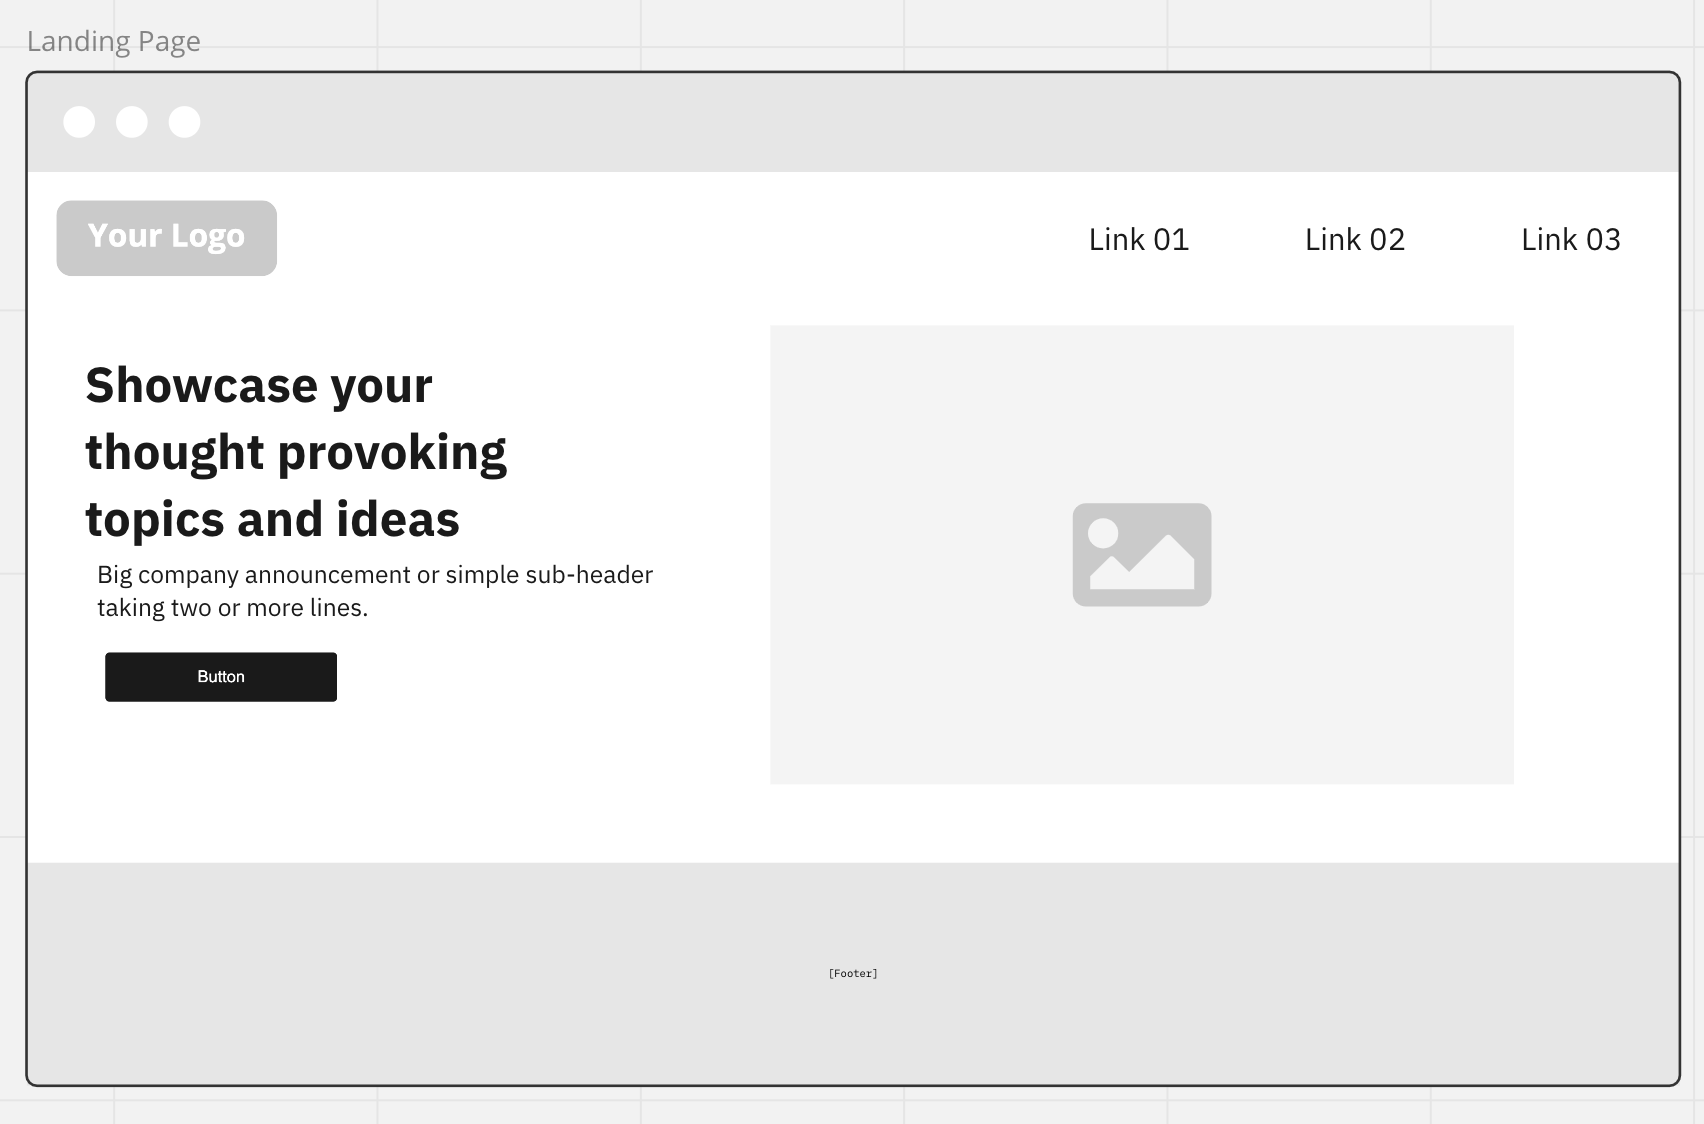 Landing Page
Your Logo
Link 01
Link 02
Link 03
Showcase your
thought provoking
topics and ideas
Big company announcement or simple sub-header
taking two or more lines.
Button
[Footer]